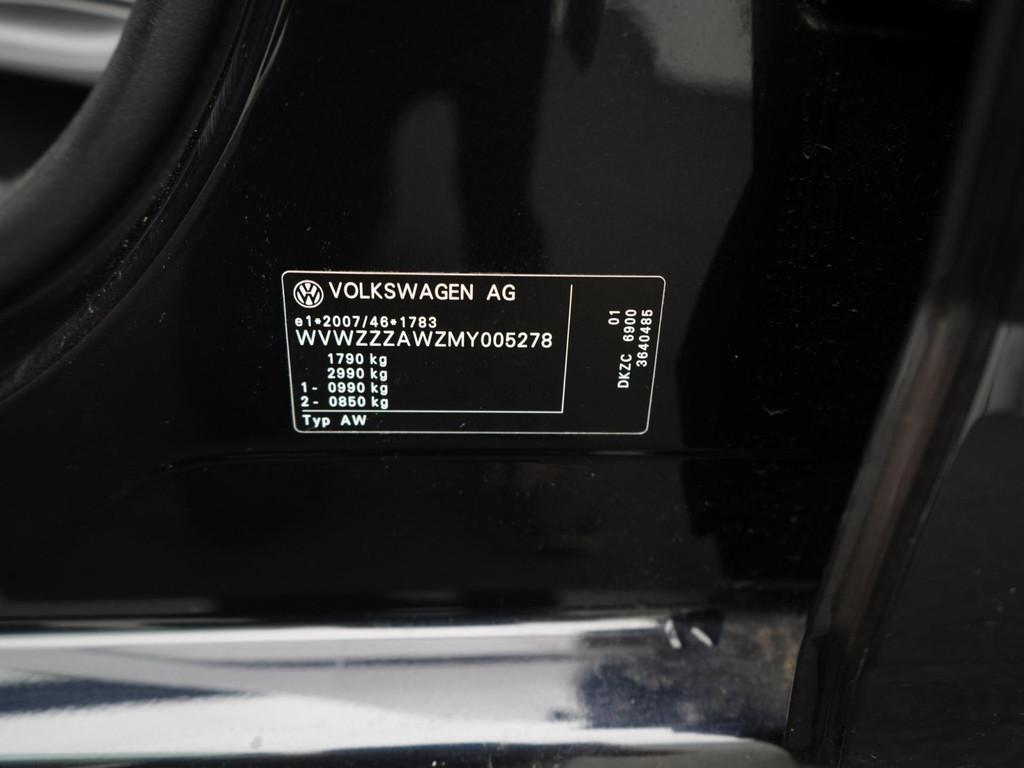 VOLKSWAGEN AG
e1*2007/46*1783
WVWZZZAWZMY005278
1790 kg
2990 kg
1- 0990 kg
2- 0850 kg
Typ AW
01
DKZC 6900
3640485